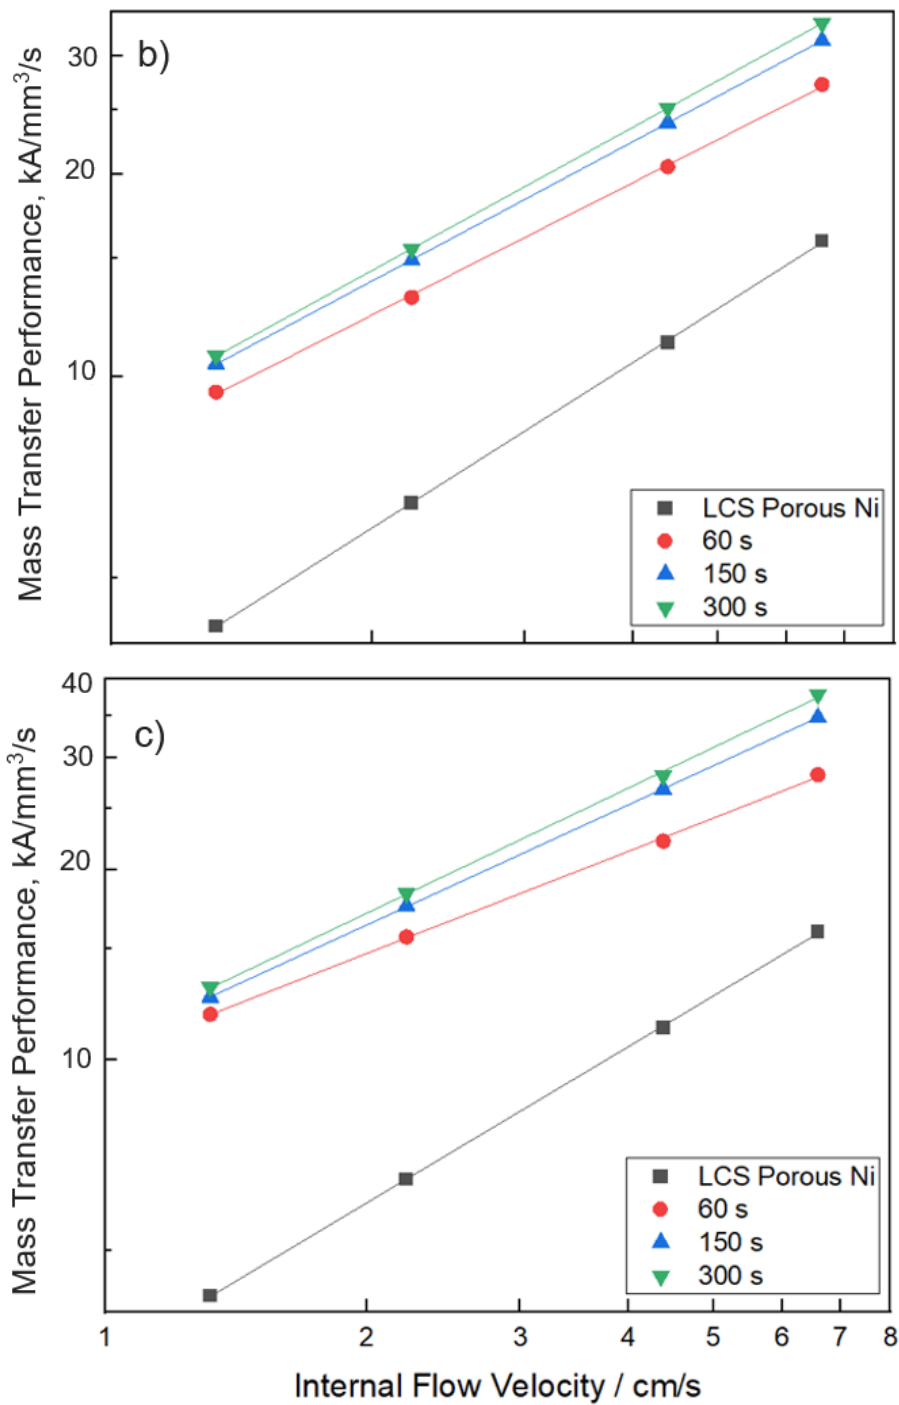 b)
Mass Transfer Performance, kA/mm³/s
30
20
10
LCS Porous Ni
60 s
150 s
300 s
c)
Mass Transfer Performance, kA/mm³/s
40
30
20
10
LCS Porous Ni
60 s
150 s
300 s
1 2 3 4 5 6 7 8
Internal Flow Velocity / cm/s